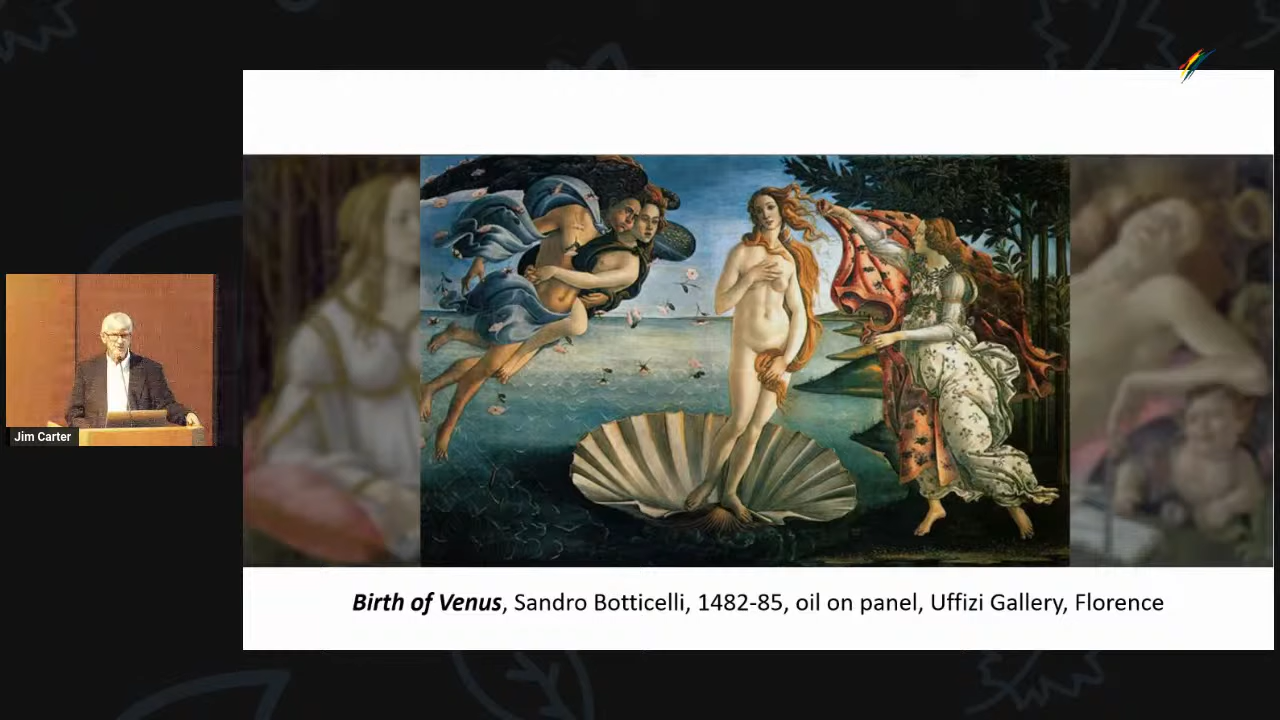 Jim Carter
Birth of Venus, Sandro Botticelli, 1482-85, oil on panel, Uffizi Gallery, Florence